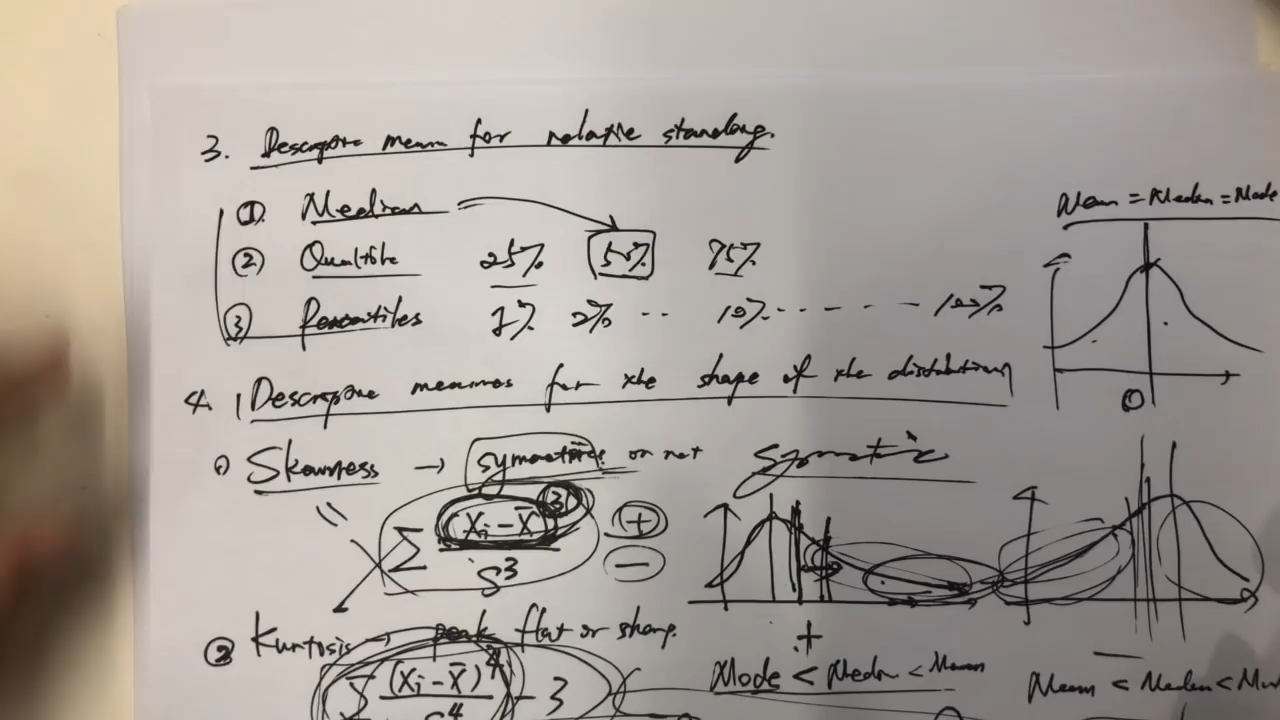 3. Descriptive measures for relative standing.
① Median
② Quartile 25% 50% 75%
③ Percentiles 1% 2% .. 10% ........ 100%
Mean = Median = Mode
0
4. Descriptive measures for the shape of the distribution
① Skewness → symmetric or not symmetric
Σ (Xi - X̄)³ / S³
+
−
+
−
② Kurtosis → peak flat or sharp.
Σ (Xi - X̄)⁴ / S⁴ - 3
Mode < Median < Mean
Mean < Median < Mo